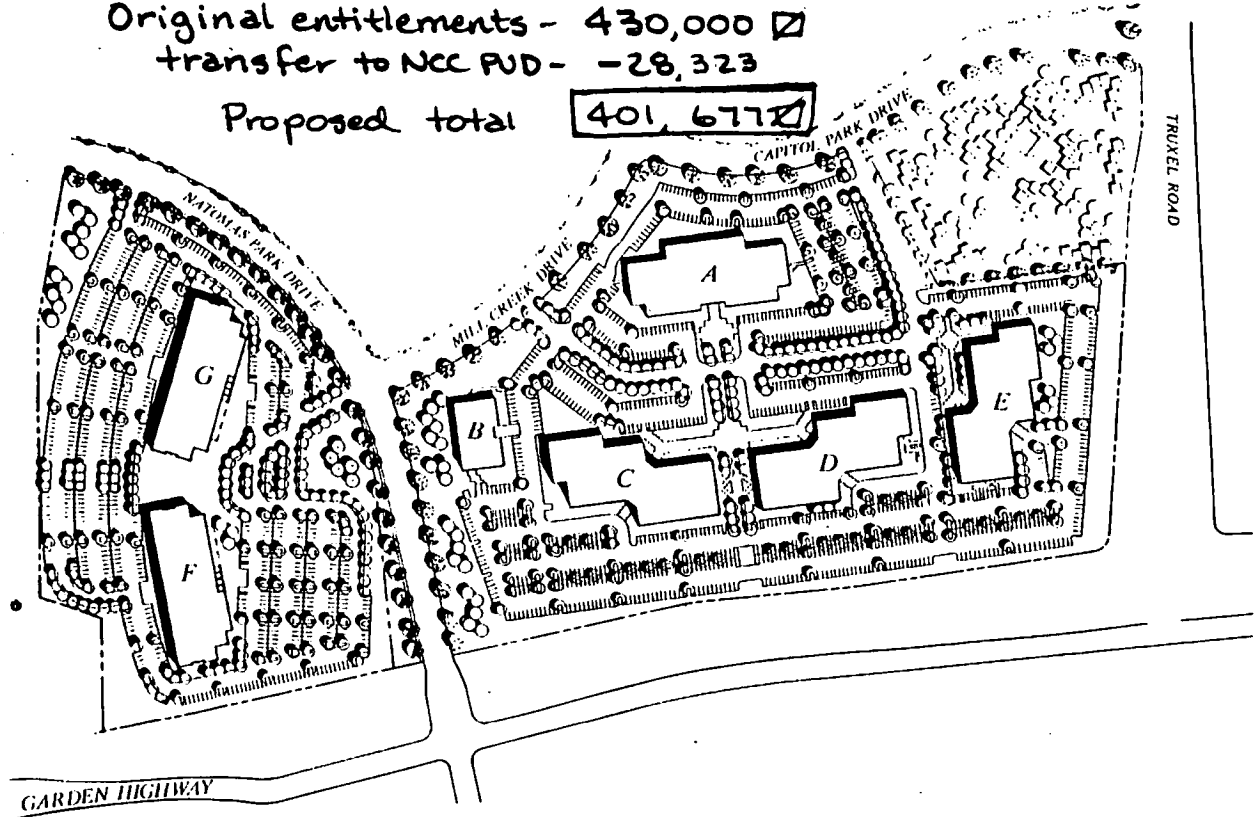 Original entitlements - 430,000 ☑
transfer to NCC PUD - -28,323
Proposed total 401,677 ☑
CAPITOL PARK DRIVE
TRUXEL ROAD
NATOMAS PARK DRIVE
MILL CREEK DRIVE
A
G
B
E
C
D
F
GARDEN HIGHWAY